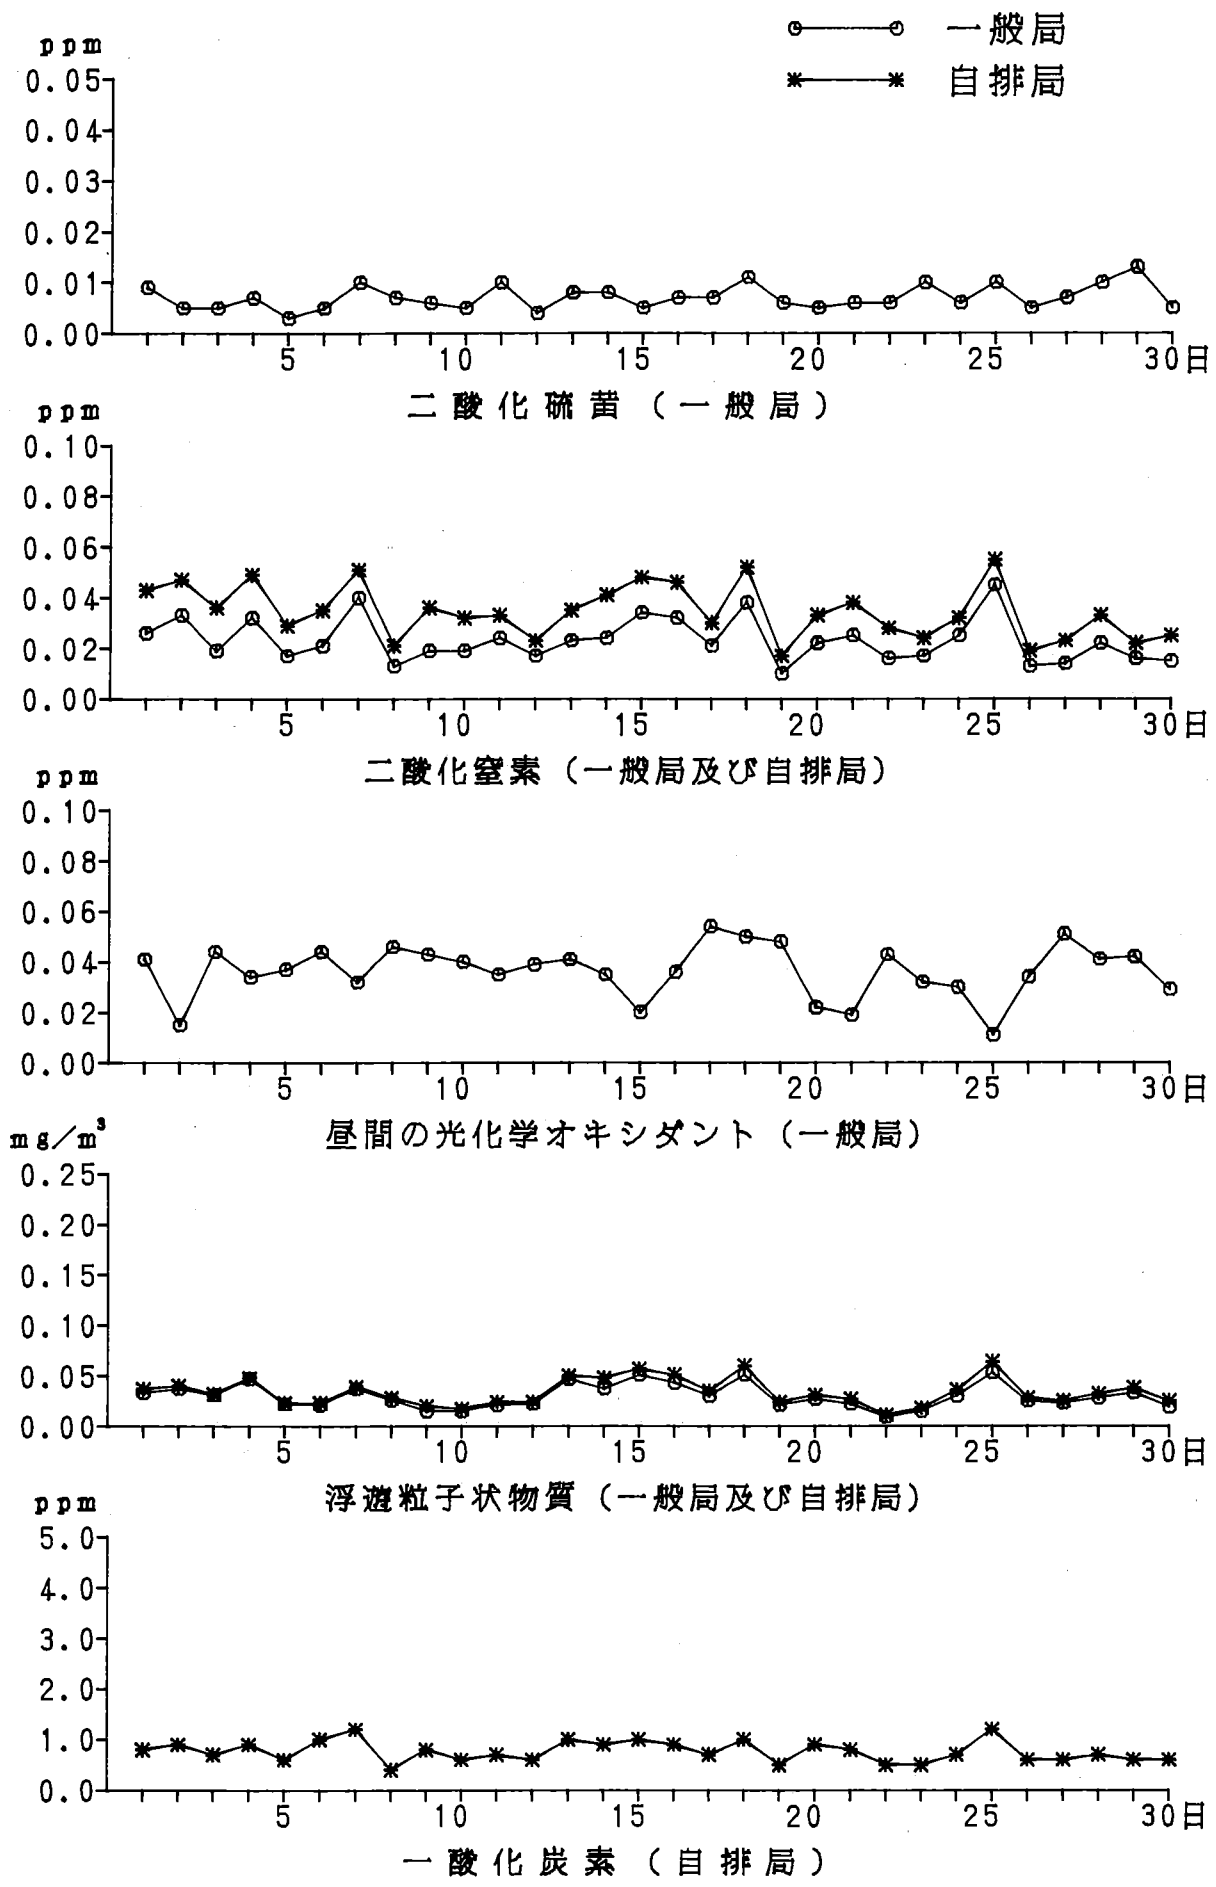 一般局
自排局
ppm
0.05
0.04
0.03
0.02
0.01
0.00
5 10 15 20 25 30日
二酸化硫黄（一般局）
ppm
0.10
0.08
0.06
0.04
0.02
0.00
5 10 15 20 25 30日
二酸化窒素（一般局及び自排局）
ppm
0.10
0.08
0.06
0.04
0.02
0.00
5 10 15 20 25 30日
昼間の光化学オキシダント（一般局）
mg/m³
0.25
0.20
0.15
0.10
0.05
0.00
5 10 15 20 25 30日
浮遊粒子状物質（一般局及び自排局）
ppm
5.0
4.0
3.0
2.0
1.0
0.0
5 10 15 20 25 30日
一酸化炭素（自排局）